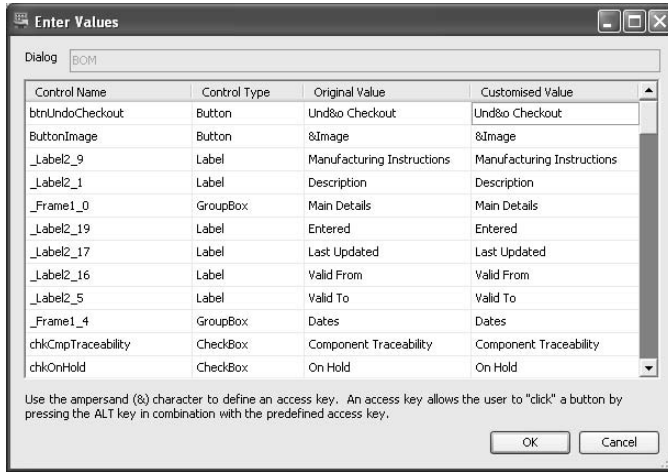 Enter Values
Dialog BOM
Control Name Control Type Original Value Customised Value
btnUndoCheckout Button Und&o Checkout Und&o Checkout
ButtonImage Button &Image &Image
_Label2_9 Label Manufacturing Instructions Manufacturing Instructions
_Label2_1 Label Description Description
_Frame1_0 GroupBox Main Details Main Details
_Label2_19 Label Entered Entered
_Label2_17 Label Last Updated Last Updated
_Label2_16 Label Valid From Valid From
_Label2_5 Label Valid To Valid To
_Frame1_4 GroupBox Dates Dates
chkCmpTraceability CheckBox Component Traceability Component Traceability
chkOnHold CheckBox On Hold On Hold
Use the ampersand (&) character to define an access key. An access key allows the user to "click" a button by
pressing the ALT key in combination with the predefined access key.
OK Cancel